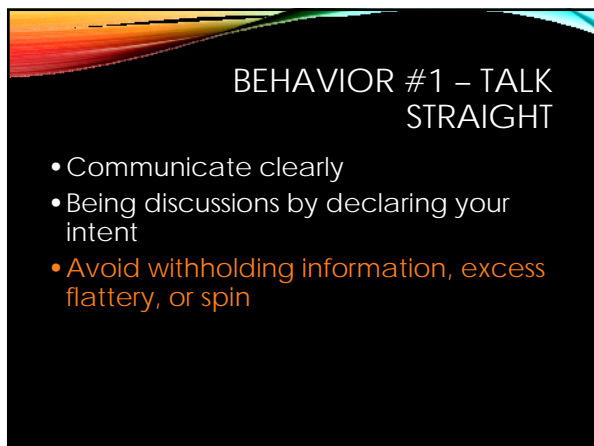 BEHAVIOR #1 – TALK
STRAIGHT
• Communicate clearly
• Being discussions by declaring your
intent
• Avoid withholding information, excess
flattery, or spin